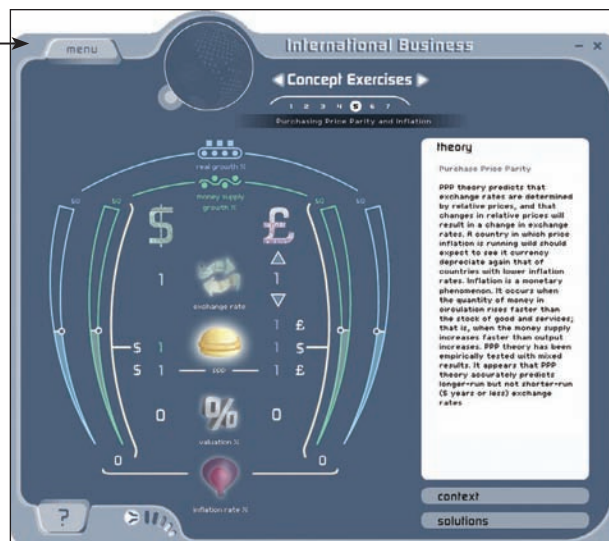 menu
International Business
Concept Exercises
1 2 3 4 5 6 7
Purchasing Price Parity and Inflation
real growth %
money supply
growth %
50 50 50 50
$ £
1 1
exchange rate
1 £
$ 1 1 $
$ 1 1 £
PPP
0 0
valuation %
0 0
inflation rate %
?
theory
Purchase Price Parity
PPP theory predicts that
exchange rates are determined
by relative prices, and that
changes in relative prices will
result in a change in exchange
rates. A country in which price
inflation is running wild should
expect to see it currency
depreciate again that of
countries with lower inflation
rates. Inflation is a monetary
phenomenon. It occurs when
the quantity of money in
circulation rises faster than
the stock of good and services;
that is, when the money supply
increases faster than output
increases. PPP theory has been
empirically tested with mixed
results. It appears that PPP
theory accurately predicts
longer-run but not shorter-run
(5 years or less) exchange
rates
context
solutions